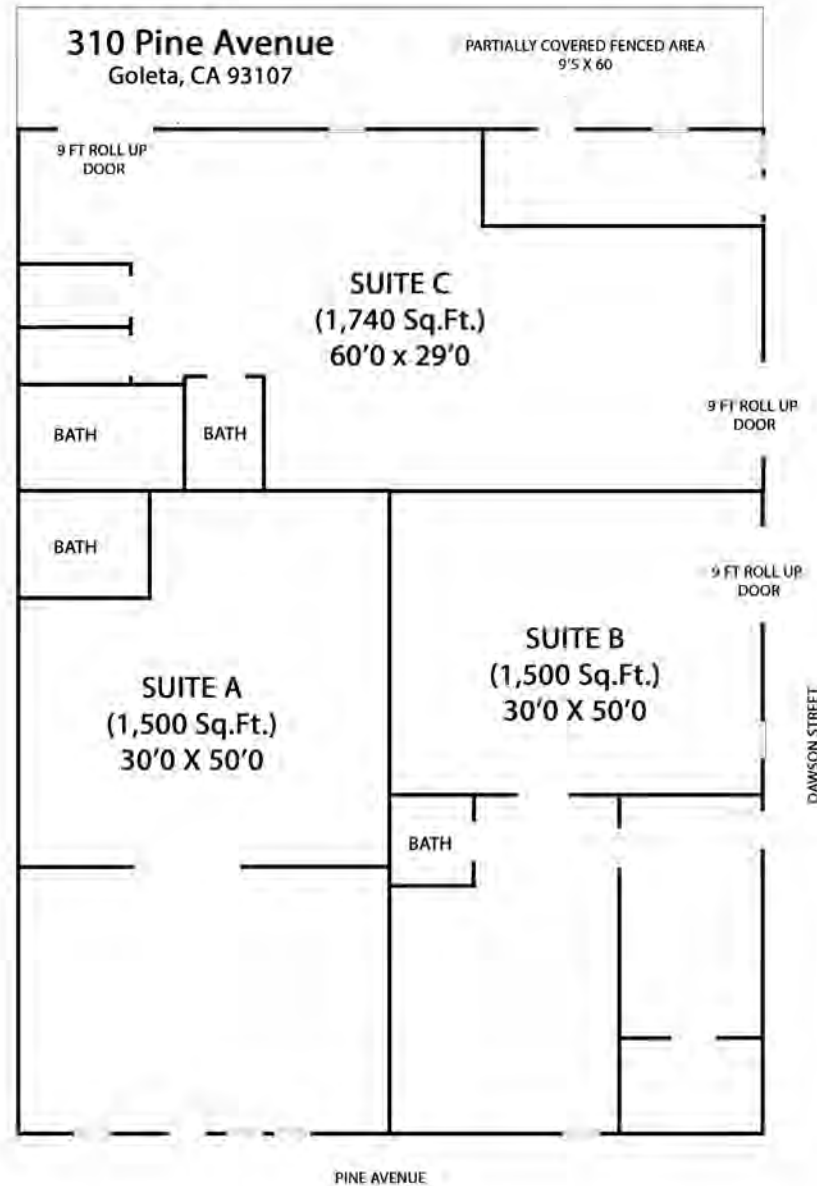 310 Pine Avenue
Goleta, CA 93107
PARTIALLY COVERED FENCED AREA
9'5 X 60
9 FT ROLL UP
DOOR
SUITE C
(1,740 Sq.Ft.)
60'0 x 29'0
9 FT ROLL UP
DOOR
BATH
BATH
BATH
9 FT ROLL UP
DOOR
SUITE B
(1,500 Sq.Ft.)
30'0 X 50'0
SUITE A
(1,500 Sq.Ft.)
30'0 X 50'0
DAWSON STREET
BATH
PINE AVENUE